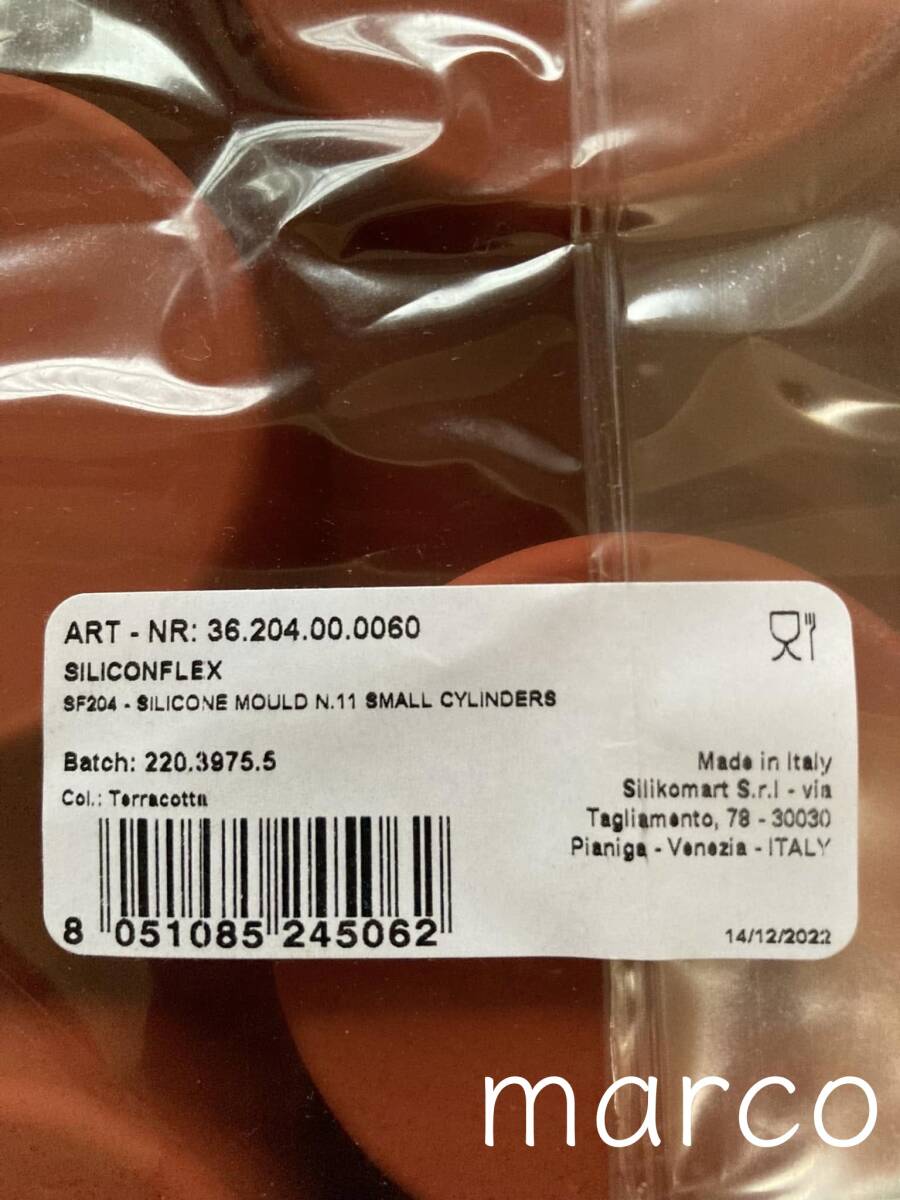 ART - NR: 36.204.00.0060
SILICONFLEX
SF204 - SILICONE MOULD N.11 SMALL CYLINDERS
Batch: 220.3975.5
Col.: Terracotta
Made in Italy
Silikomart S.r.l - via
Tagliamento, 78 - 30030
Pianiga - Venezia - ITALY
8 051085 245062
14/12/2022
marco